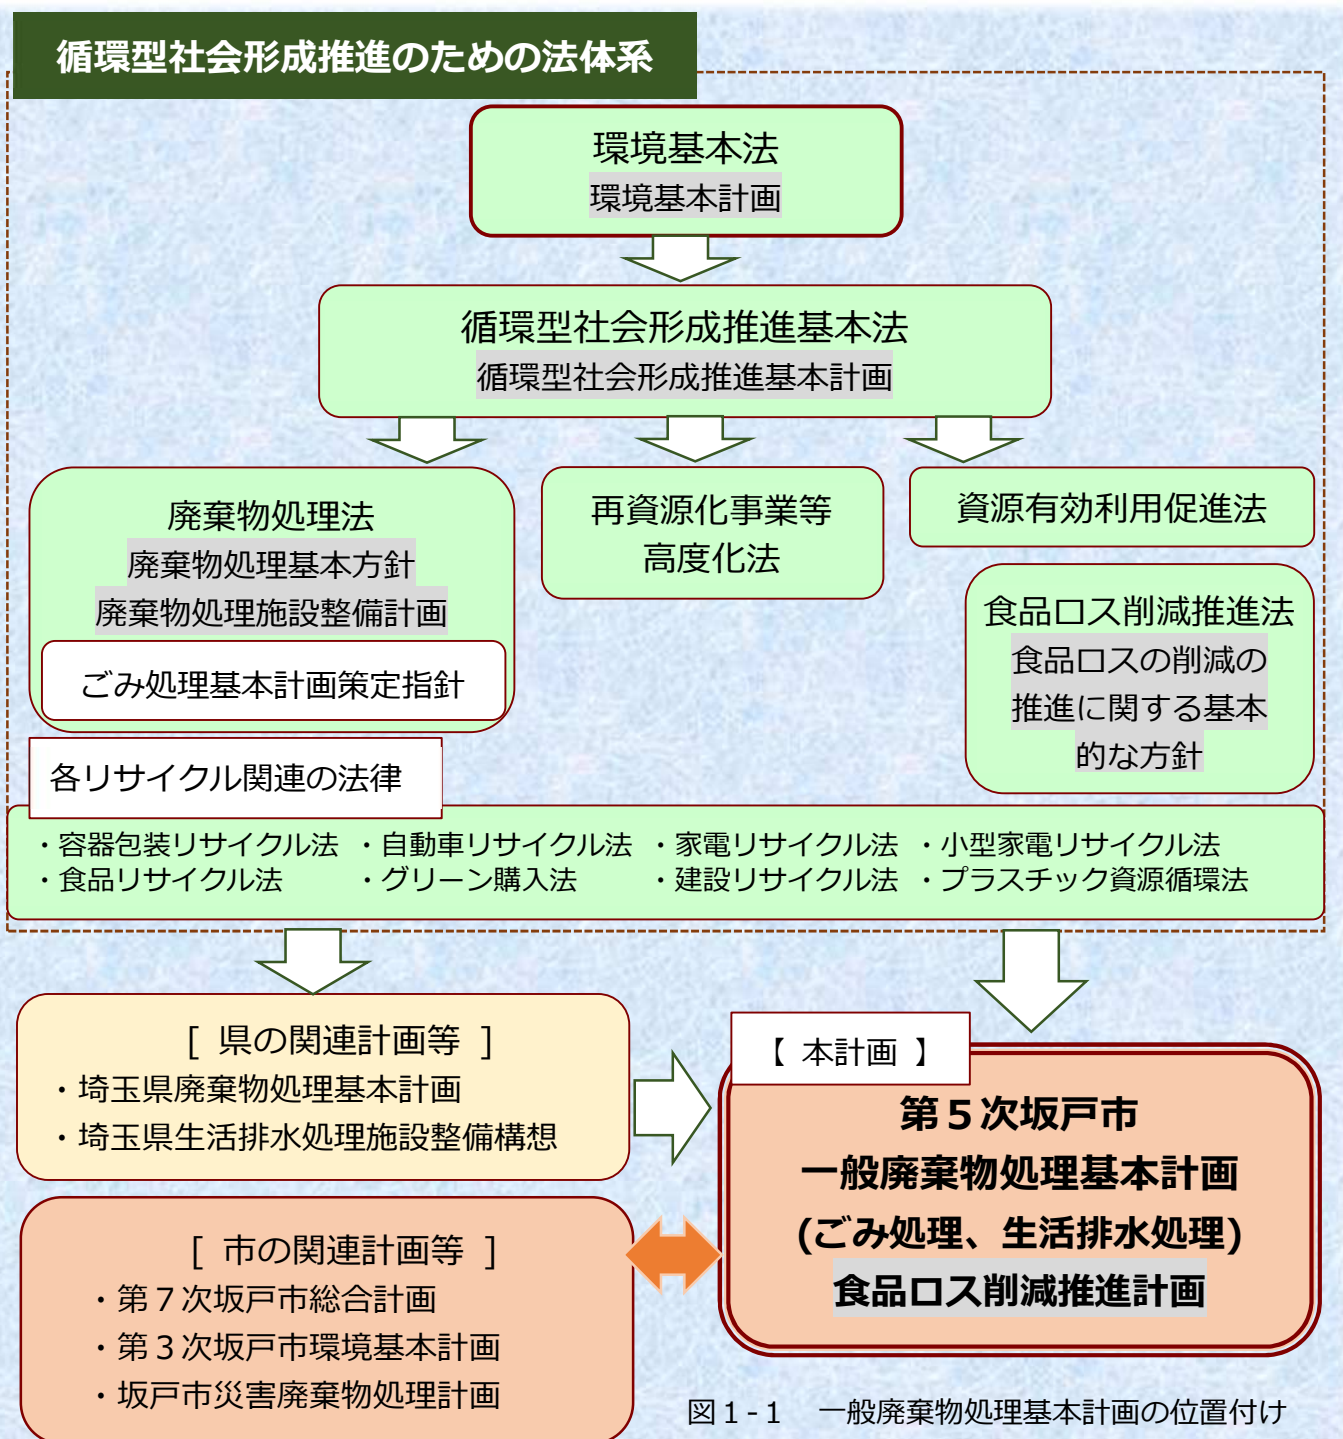 循環型社会形成推進のための法体系
環境基本法
環境基本計画
循環型社会形成推進基本法
循環型社会形成推進基本計画
廃棄物処理法
廃棄物処理基本方針
廃棄物処理施設整備計画
ごみ処理基本計画策定指針
再資源化事業等
高度化法
資源有効利用促進法
食品ロス削減推進法
食品ロスの削減の
推進に関する基本
的な方針
各リサイクル関連の法律
・容器包装リサイクル法 ・自動車リサイクル法 ・家電リサイクル法 ・小型家電リサイクル法
・食品リサイクル法 ・グリーン購入法 ・建設リサイクル法 ・プラスチック資源循環法
[ 県の関連計画等 ]
・埼玉県廃棄物処理基本計画
・埼玉県生活排水処理施設整備構想
[ 市の関連計画等 ]
・第７次坂戸市総合計画
・第３次坂戸市環境基本計画
・坂戸市災害廃棄物処理計画
【 本計画 】
第５次坂戸市
一般廃棄物処理基本計画
(ごみ処理、生活排水処理)
食品ロス削減推進計画
図１-１ 一般廃棄物処理基本計画の位置付け